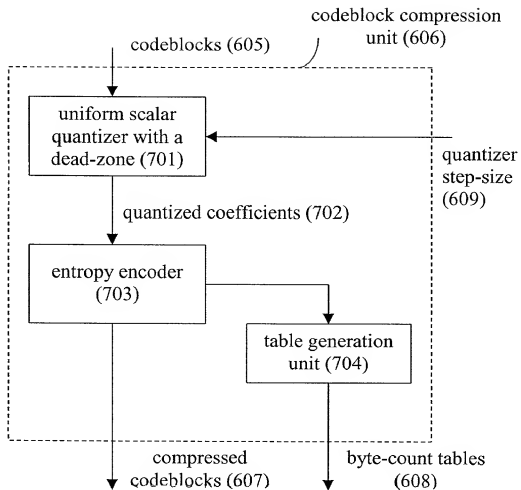 codeblock compression
unit (606)
codeblocks (605)
uniform scalar
quantizer with a
dead-zone (701)
quantizer
step-size
(609)
quantized coefficients (702)
entropy encoder
(703)
table generation
unit (704)
compressed
codeblocks (607)
byte-count tables
(608)